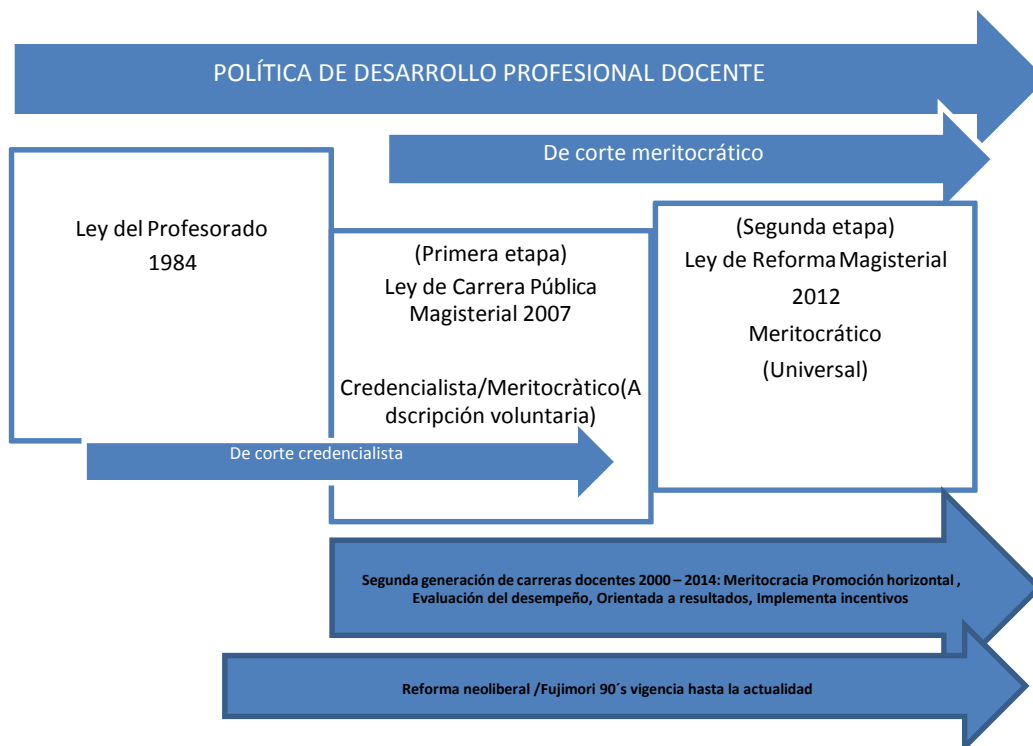 POLÍTICA DE DESARROLLO PROFESIONAL DOCENTE
De corte meritocrático
Ley del Profesorado
1984
(Primera etapa)
Ley de Carrera Pública
Magisterial 2007
Credencialista/Meritocràtico(A
dscripción voluntaria)
(Segunda etapa)
Ley de Reforma Magisterial
2012
Meritocrático
(Universal)
De corte credencialista
Segunda generación de carreras docentes 2000 – 2014: Meritocracia Promoción horizontal ,
Evaluación del desempeño, Orientada a resultados, Implementa incentivos
Reforma neoliberal /Fujimori 90´s vigencia hasta la actualidad